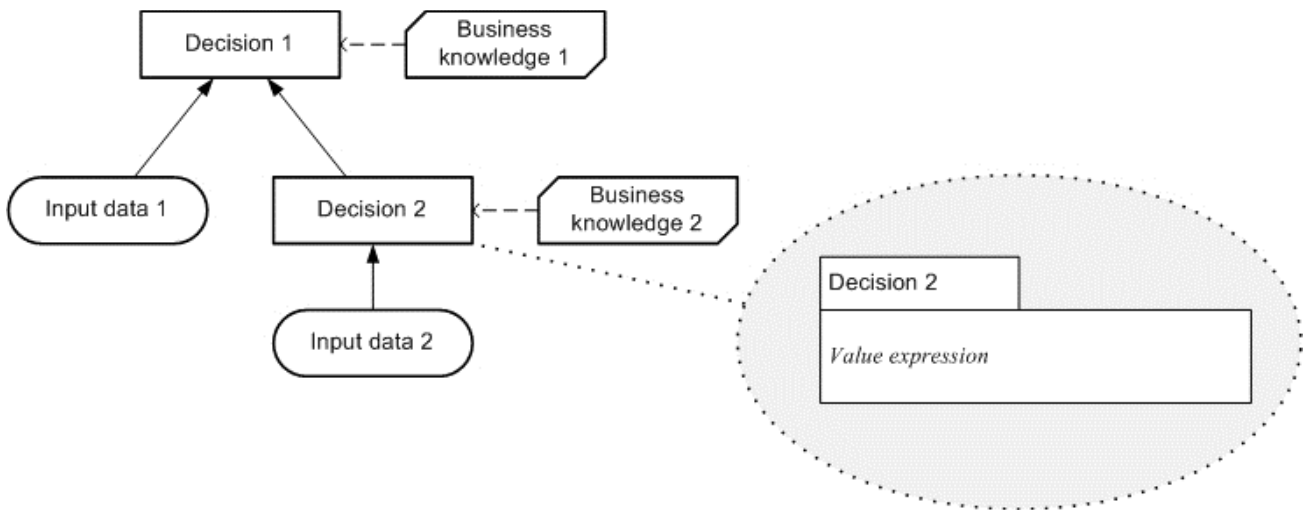 Decision 1
Business
knowledge 1
Input data 1
Decision 2
Business
knowledge 2
Input data 2
Decision 2
Value expression